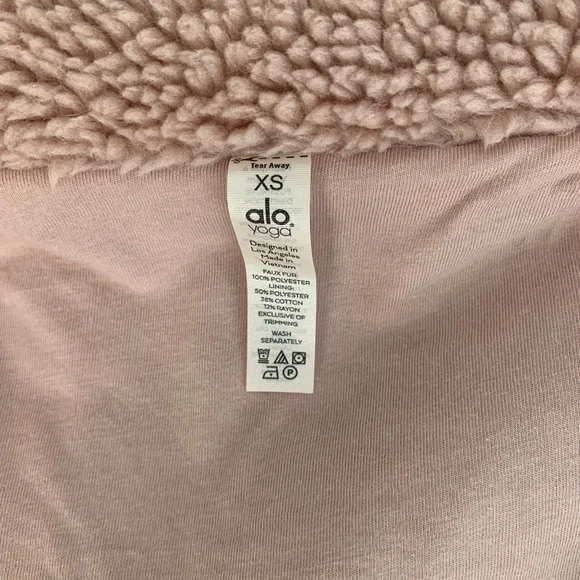 Tear Away
XS
alo®
yoga
Designed in
Los Angeles
Made in
Vietnam
FAUX FUR:
100% POLYESTER
LINING:
50% POLYESTER
38% COTTON
12% RAYON
EXCLUSIVE OF
TRIMMING
WASH
SEPARATELY
P